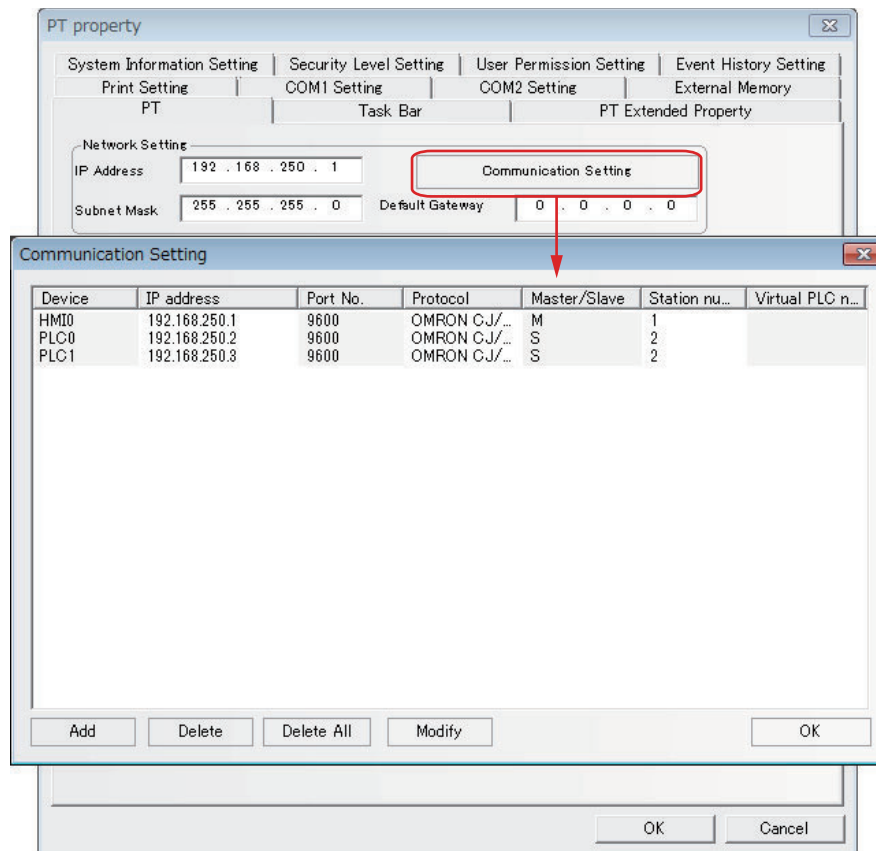 PT property
System Information Setting Security Level Setting User Permission Setting Event History Setting
Print Setting COM1 Setting COM2 Setting External Memory
PT Task Bar PT Extended Property
Network Setting
IP Address 192 . 168 . 250 . 1 Communication Setting
Subnet Mask 255 . 255 . 255 . 0 Default Gateway 0 . 0 . 0 . 0
Communication Setting
Device IP address Port No. Protocol Master/Slave Station nu... Virtual PLC n...
HMI0 192.168.250.1 9600 OMRON CJ/... M 1
PLC0 192.168.250.2 9600 OMRON CJ/... S 2
PLC1 192.168.250.3 9600 OMRON CJ/... S 2
Add Delete Delete All Modify OK
OK Cancel